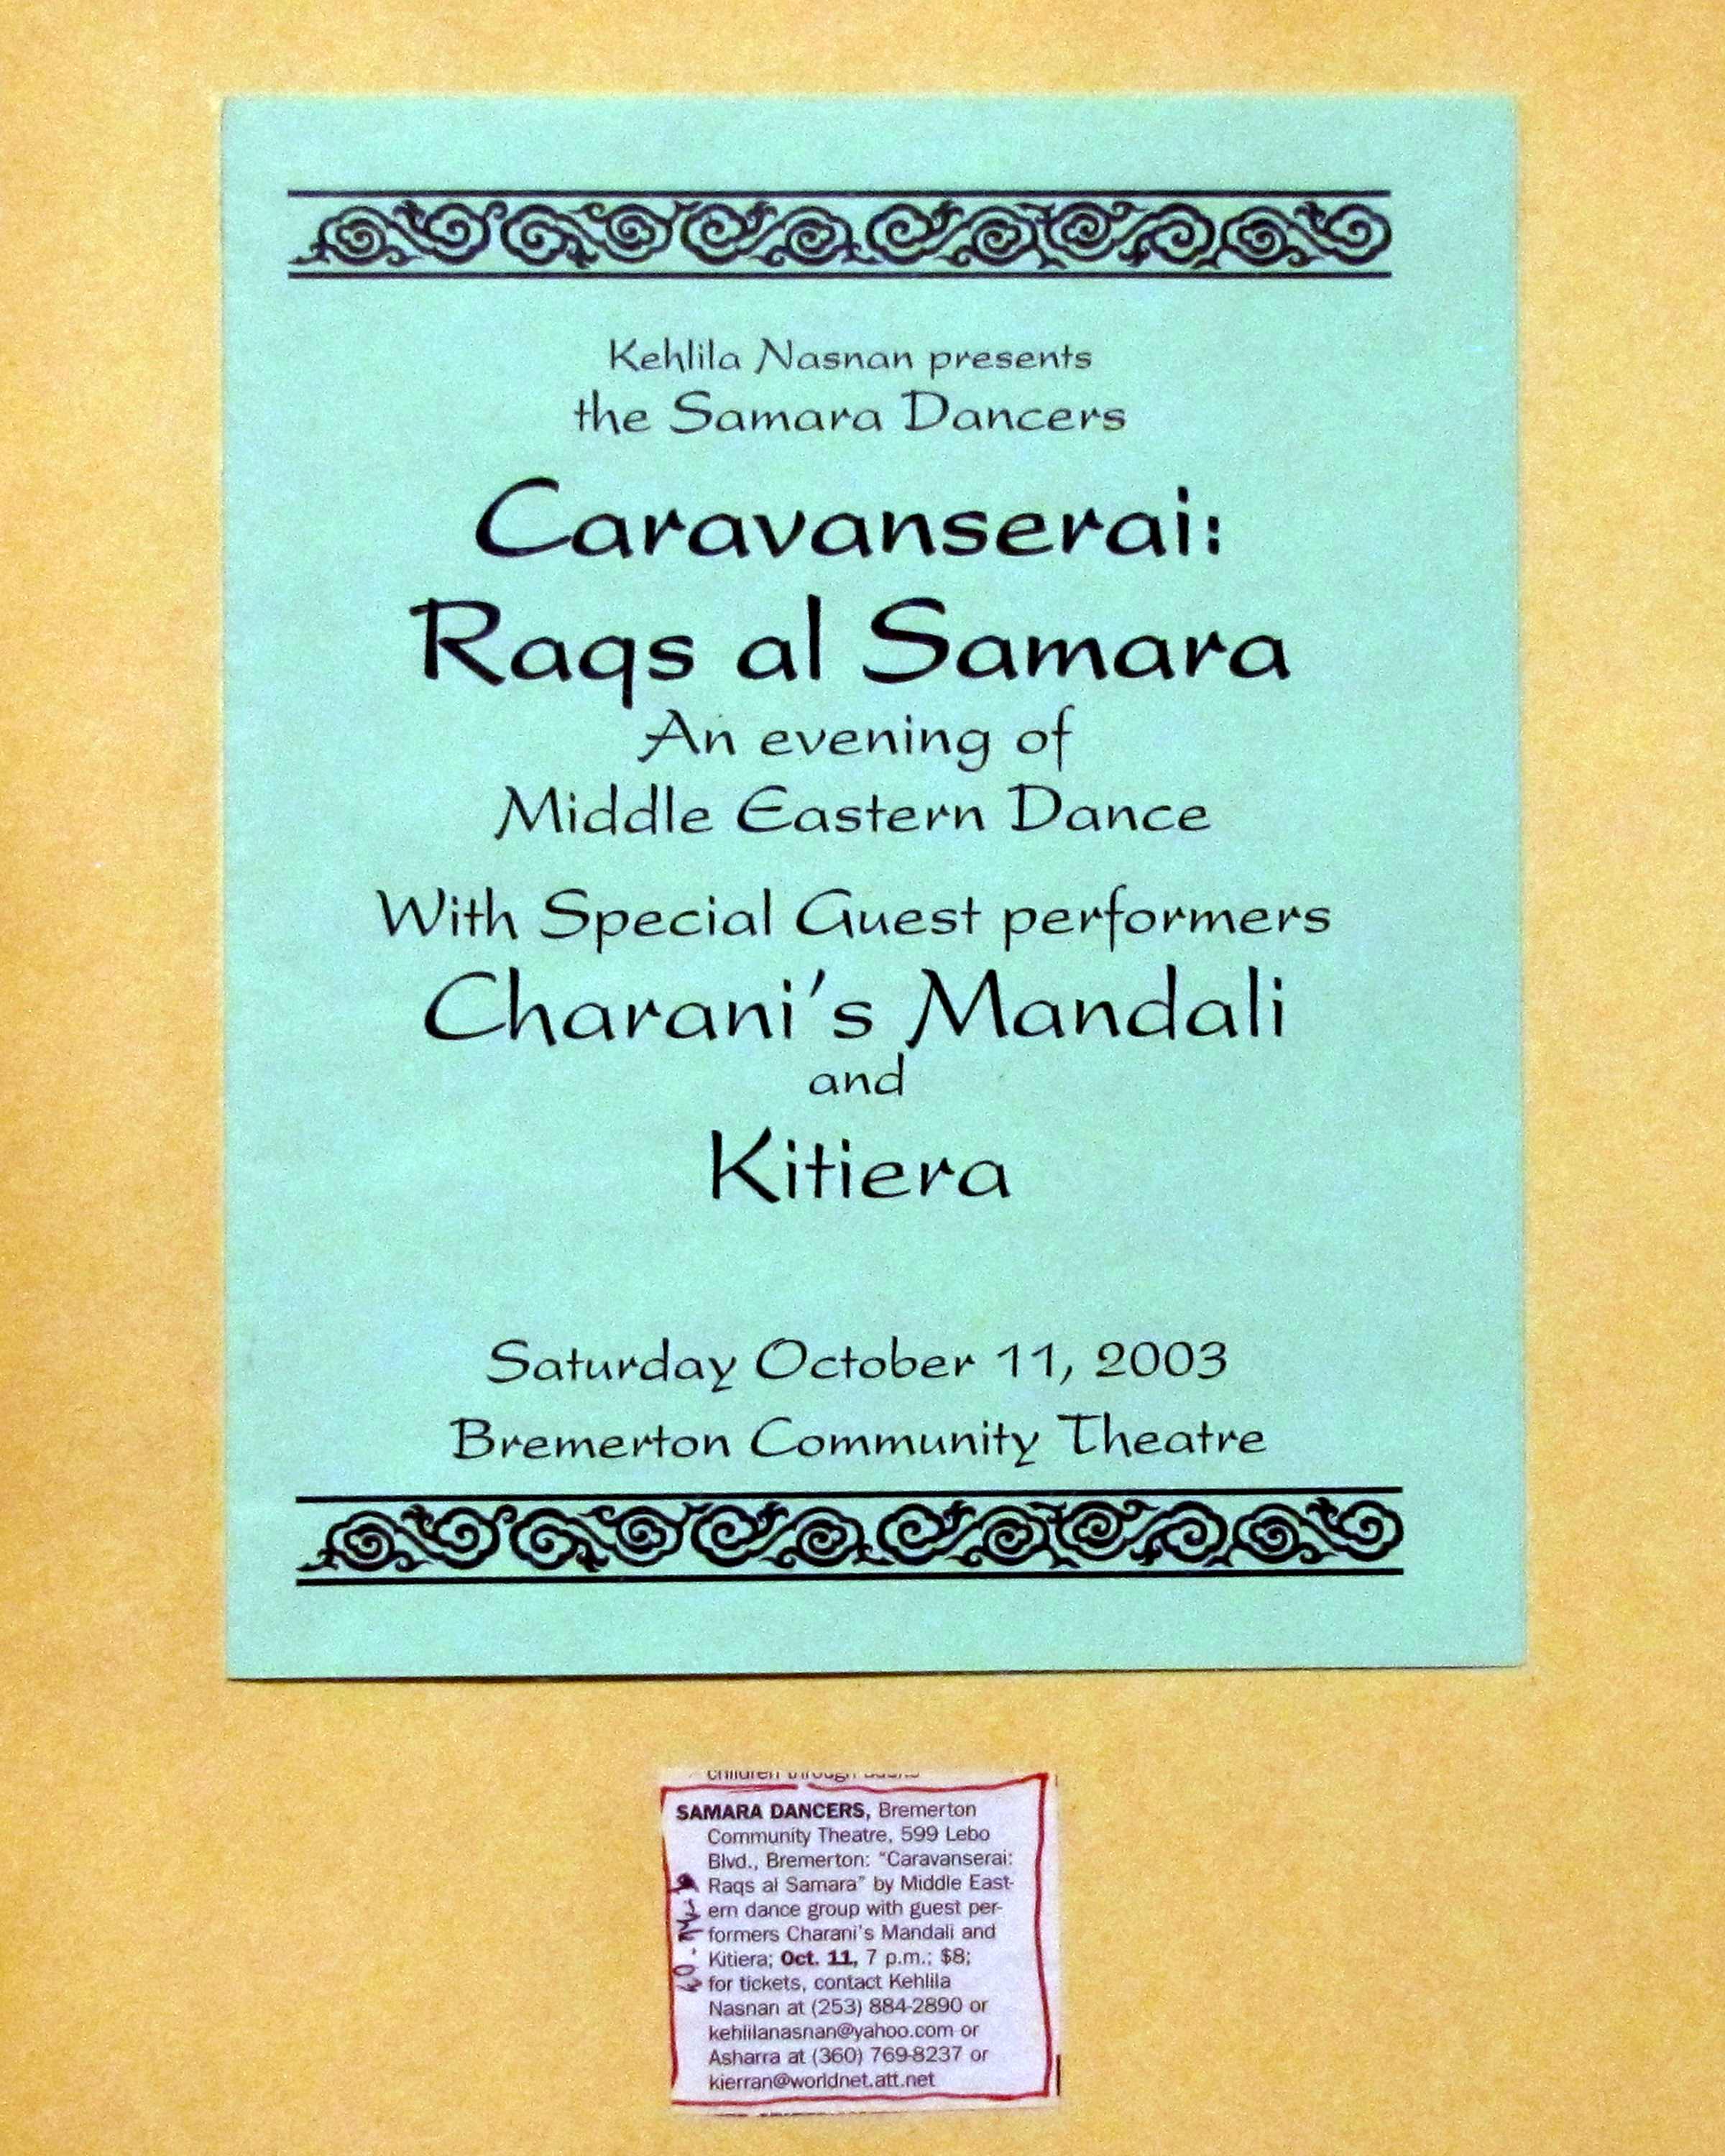 Kehlila Nasnan presents
the Samara Dancers
Caravanserai:
Raqs al Samara
An evening of
Middle Eastern Dance
With Special Guest performers
Charani's Mandali
and
Kitiera
Saturday October 11, 2003
Bremerton Community Theatre
children through
SAMARA DANCERS, Bremerton
Community Theatre, 599 Lebo
Blvd., Bremerton: "Caravanserai:
Raqs al Samara" by Middle East-
ern dance group with guest per-
formers Charani's Mandali and
Kitiera; Oct. 11, 7 p.m.; $8;
for tickets, contact Kehlila
Nasnan at (253) 884-2890 or
kehlilanasnan@yahoo.com or
Asharra at (360) 769-8237 or
kierran@worldnet.att.net